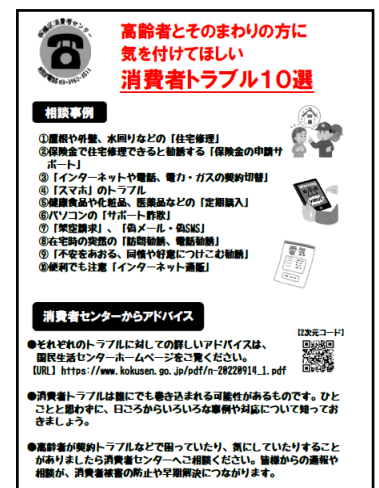 板橋区消費者センター
相談電話03-3962-3511
高齢者とそのまわりの方に
気を付けてほしい
消費者トラブル10選
相談事例
①屋根や外壁、水回りなどの「住宅修理」
②保険金で住宅修理できると勧誘する「保険金の申請サ
ポート」
③「インターネットや電話、電力・ガスの契約切替」
④「スマホ」のトラブル
⑤健康食品や化粧品、医薬品などの「定期購入」
⑥パソコンの「サポート詐欺」
⑦「架空請求」、「偽メール・偽SMS」
⑧在宅時の突然の「訪問勧誘、電話勧誘」
⑨「不安をあおる、同情や好意につけこむ勧誘」
⑩便利でも注意「インターネット通販」
消費者センターからアドバイス
【2次元コード】
●それぞれのトラブルに対しての詳しいアドバイスは、
国民生活センターホームページをご覧ください。
【URL】https://www.kokusen.go.jp/pdf/n-20220914_1.pdf
●消費者トラブルは誰にでも巻き込まれる可能性があるものです。ひと
ごとと思わずに、日ごろからいろいろな事例や対応について知ってお
きましょう。
●高齢者が契約トラブルなどで困っていたり、気にしていたりすること
がありましたら消費者センターへご相談ください。皆様からの通報や
相談が、消費者被害の防止や早期解決につながります。